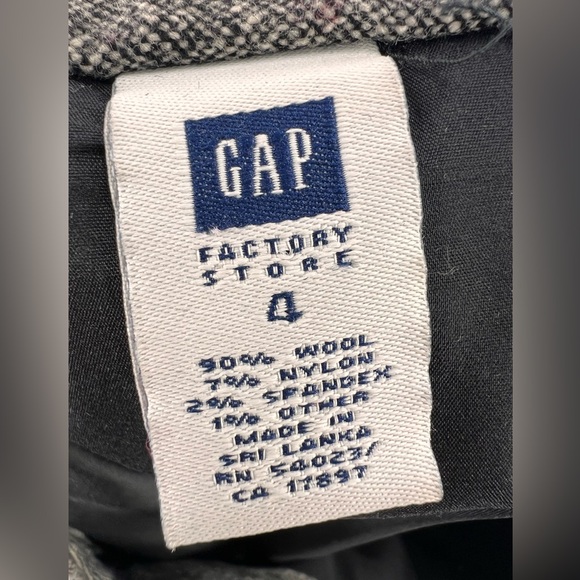 GAP
FACTORY
STORE
4
90% WOOL
7% NYLON
2% SPANDEX
1% OTHER
MADE IN
SRI LANKA
RN 54023/
CA 17897